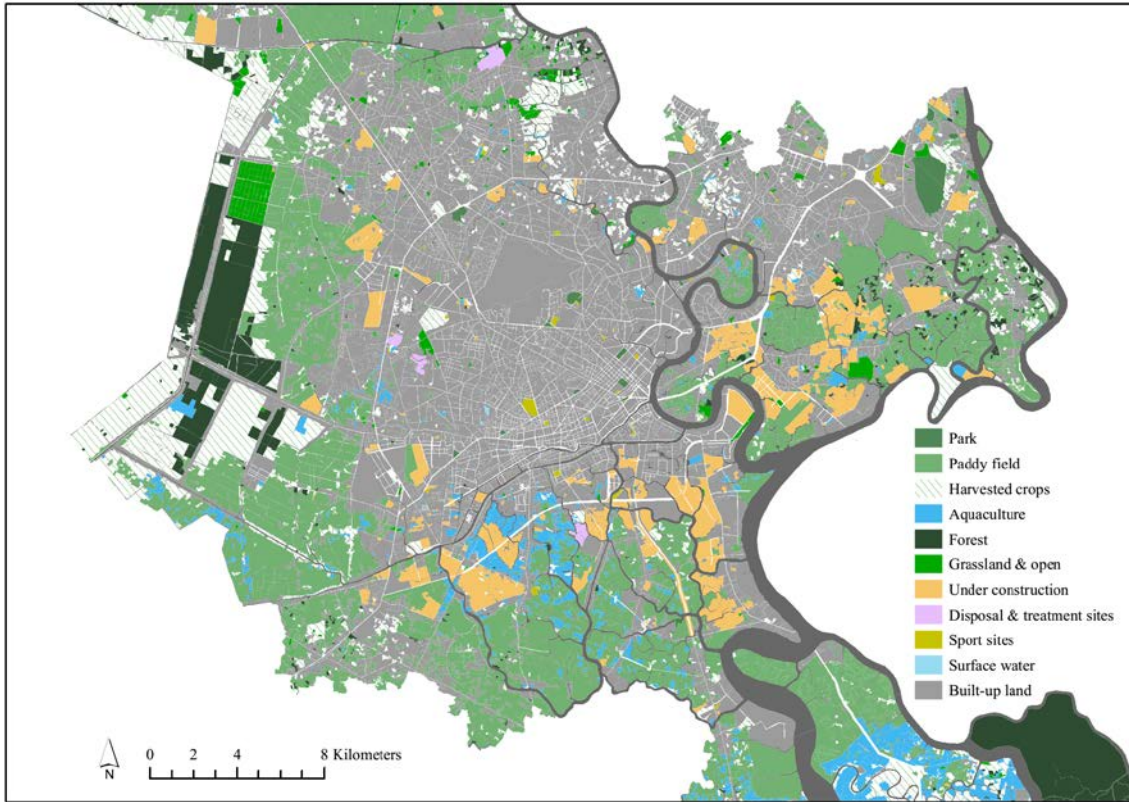 Park
Paddy field
Harvested crops
Aquaculture
Forest
Grassland & open
Under construction
Disposal & treatment sites
Sport sites
Surface water
Built-up land
0 2 4 8 Kilometers
N